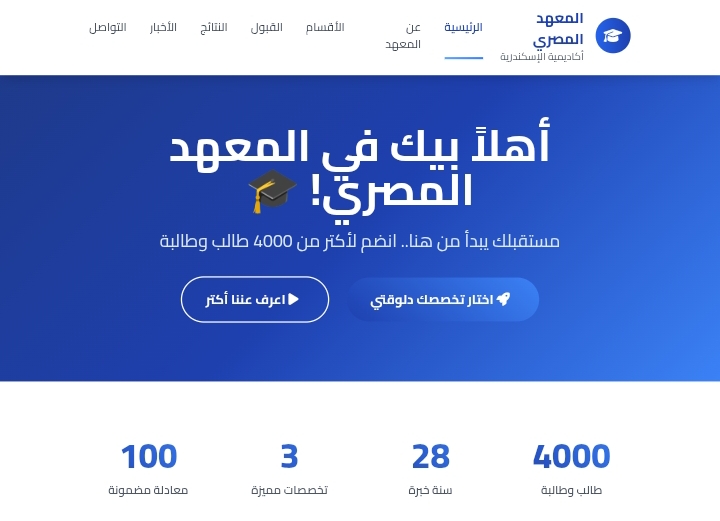 المعهد
المصري
أكاديمية الإسكندرية
الرئيسية
عن
المعهد
الأقسام
القبول
النتائج
الأخبار
التواصل
أهلاً بيك في المعهد
المصري! 🎓
مستقبلك يبدأ من هنا.. انضم لأكتر من 4000 طالب وطالبة
اختار تخصصك دلوقتي
اعرف عننا أكتر
4000
طالب وطالبة
28
سنة خبرة
3
تخصصات مميزة
100
معادلة مضمونة